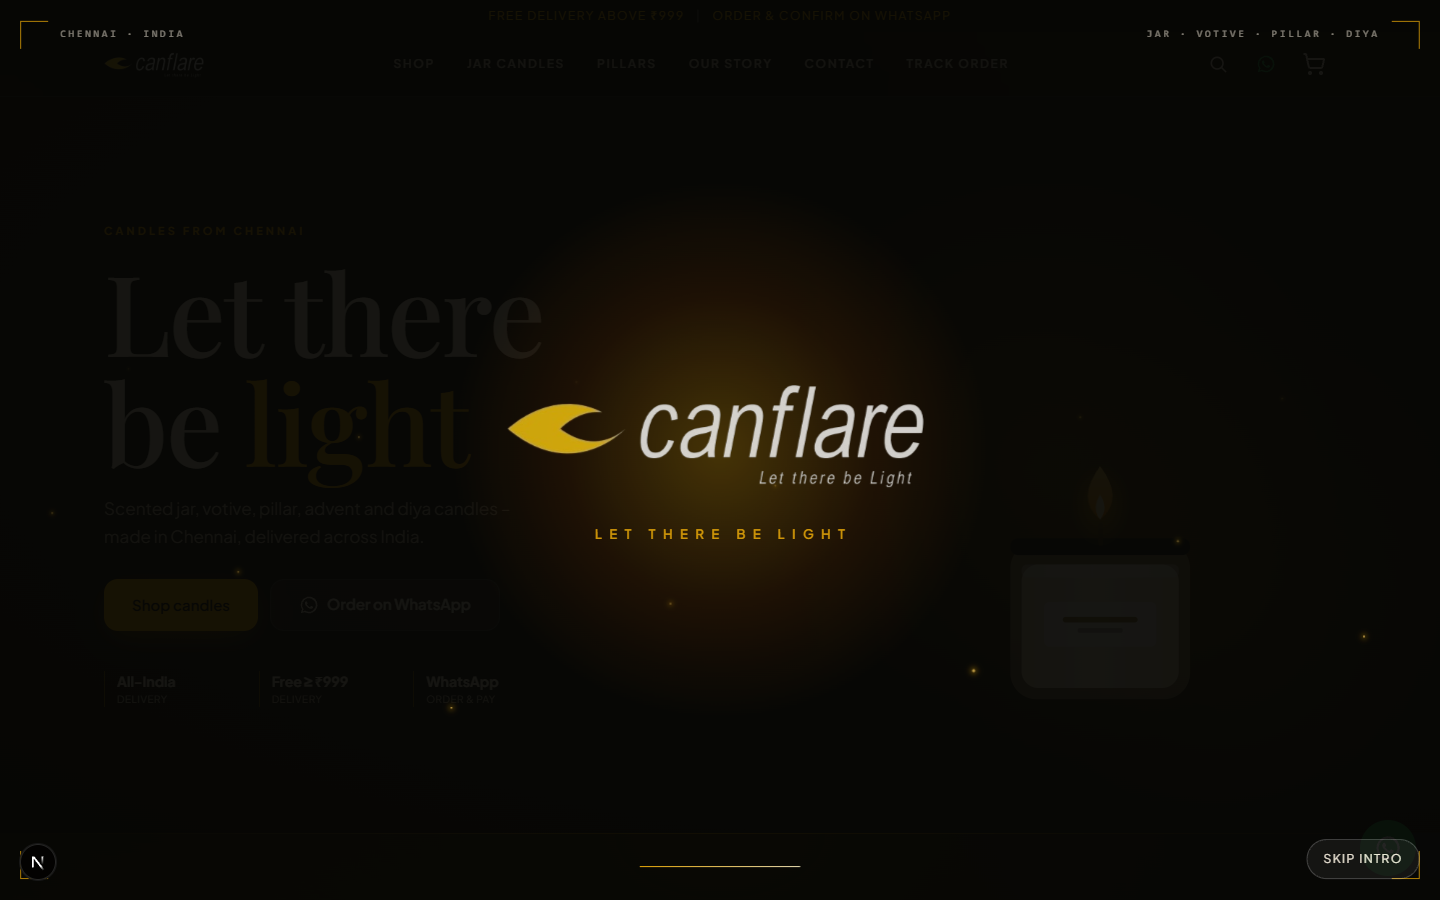 FREE DELIVERY ABOVE ₹999 | ORDER & CONFIRM ON WHATSAPP
CHENNAI · INDIA
JAR · VOTIVE · PILLAR · DIYA
canflare
SHOP
JAR CANDLES
PILLARS
OUR STORY
CONTACT
TRACK ORDER
CANDLES FROM CHENNAI
Let there
be light
Scented jar, votive, pillar, advent and diya candles –
made in Chennai, delivered across India.
Shop candles
Order on WhatsApp
All-India
DELIVERY
Free ≥ ₹999
DELIVERY
WhatsApp
ORDER & PAY
canflare
Let there be Light
LET THERE BE LIGHT
N
SKIP INTRO